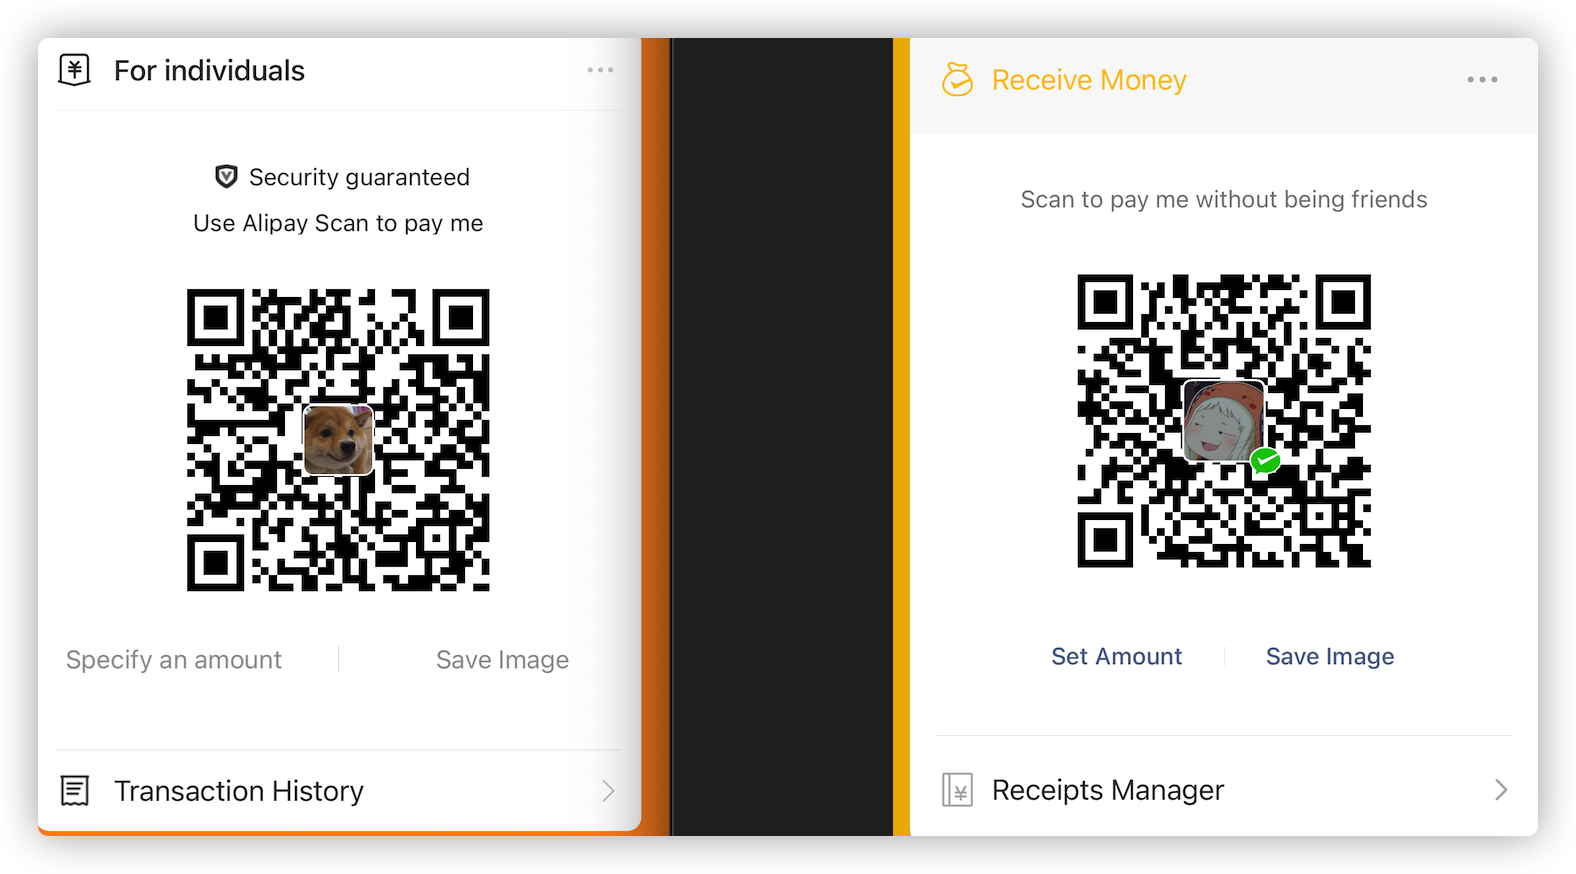 For individuals
Security guaranteed
Use Alipay Scan to pay me
Specify an amount
Save Image
Transaction History
Receive Money
Scan to pay me without being friends
Set Amount
Save Image
Receipts Manager